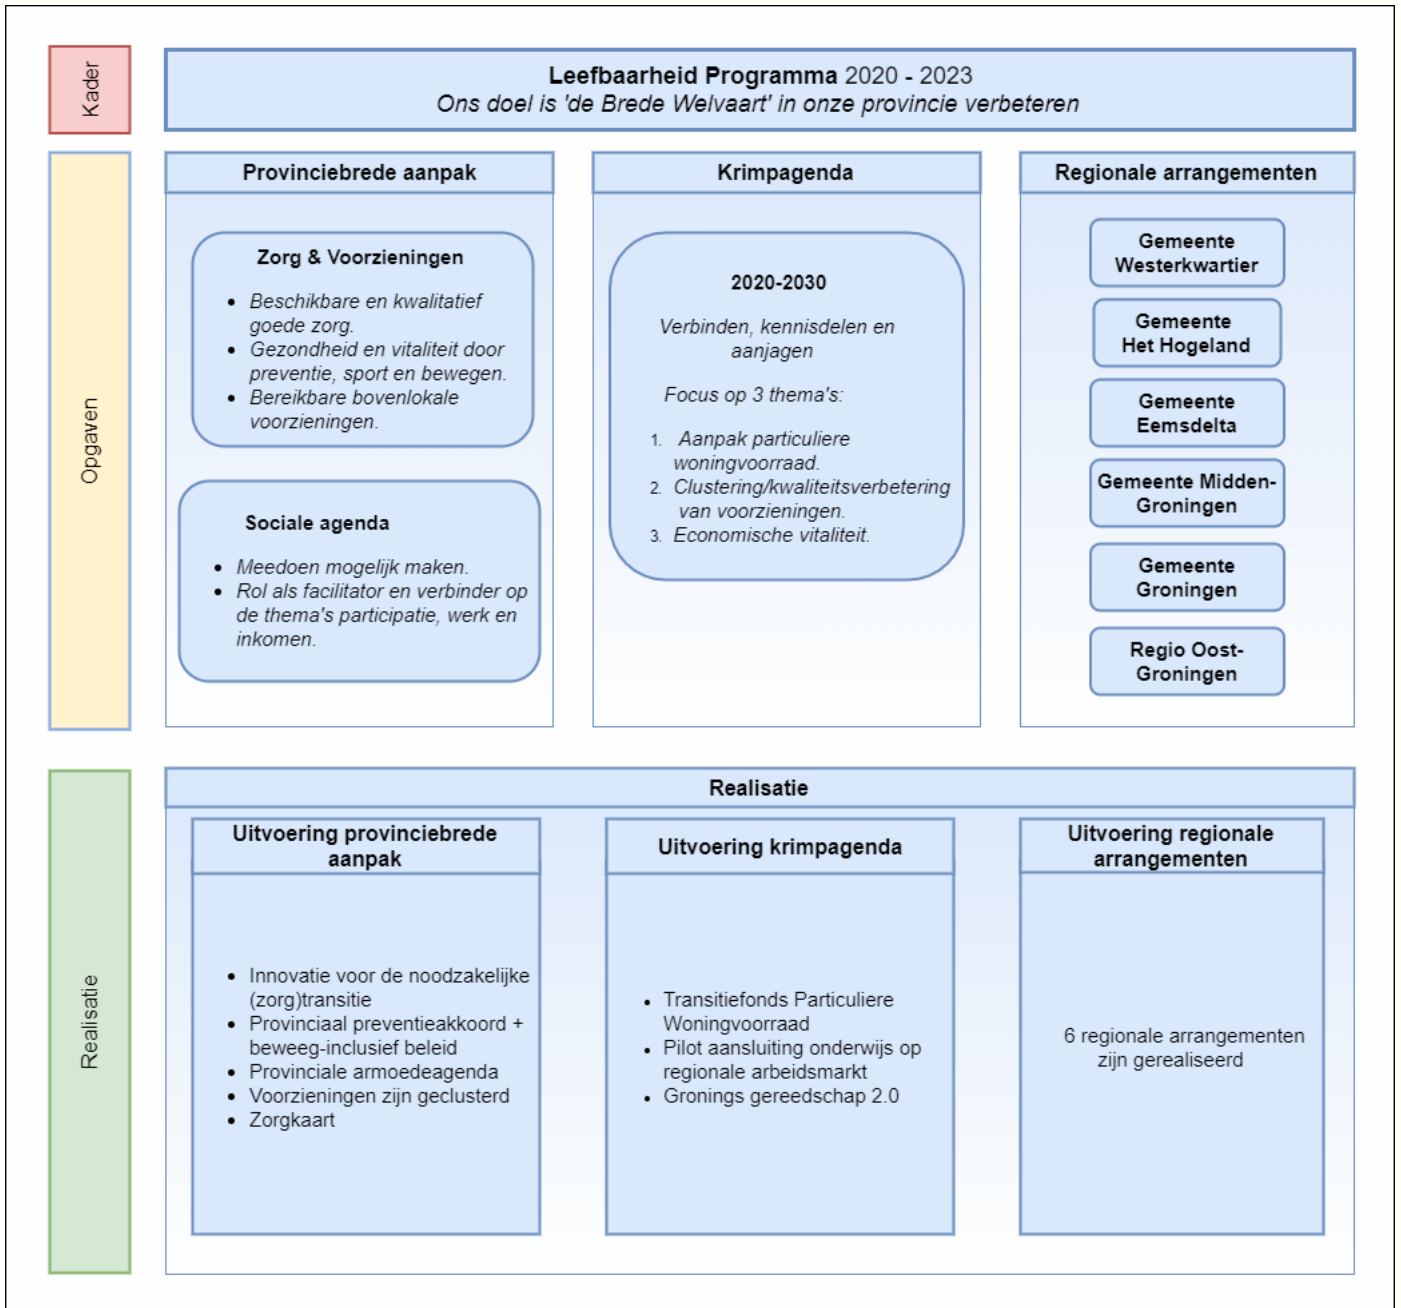 Kader
Leefbaarheid Programma 2020 - 2023
Ons doel is 'de Brede Welvaart' in onze provincie verbeteren
Opgaven
Provinciebrede aanpak
Zorg & Voorzieningen
• Beschikbare en kwalitatief
goede zorg.
• Gezondheid en vitaliteit door
preventie, sport en bewegen.
• Bereikbare bovenlokale
voorzieningen.
Sociale agenda
• Meedoen mogelijk maken.
• Rol als facilitator en verbinder op
de thema's participatie, werk en
inkomen.
Krimpagenda
2020-2030
Verbinden, kennisdelen en
aanjagen
Focus op 3 thema's:
1. Aanpak particuliere
woningvoorraad.
2. Clustering/kwaliteitsverbetering
van voorzieningen.
3. Economische vitaliteit.
Regionale arrangementen
Gemeente
Westerkwartier
Gemeente
Het Hogeland
Gemeente
Eemsdelta
Gemeente Midden-
Groningen
Gemeente
Groningen
Regio Oost-
Groningen
Realisatie
Realisatie
Uitvoering provinciebrede
aanpak
• Innovatie voor de noodzakelijke
(zorg)transitie
• Provinciaal preventieakkoord +
beweeg-inclusief beleid
• Provinciale armoedeagenda
• Voorzieningen zijn geclusterd
• Zorgkaart
Uitvoering krimpagenda
• Transitiefonds Particuliere
Woningvoorraad
• Pilot aansluiting onderwijs op
regionale arbeidsmarkt
• Gronings gereedschap 2.0
Uitvoering regionale
arrangementen
6 regionale arrangementen
zijn gerealiseerd